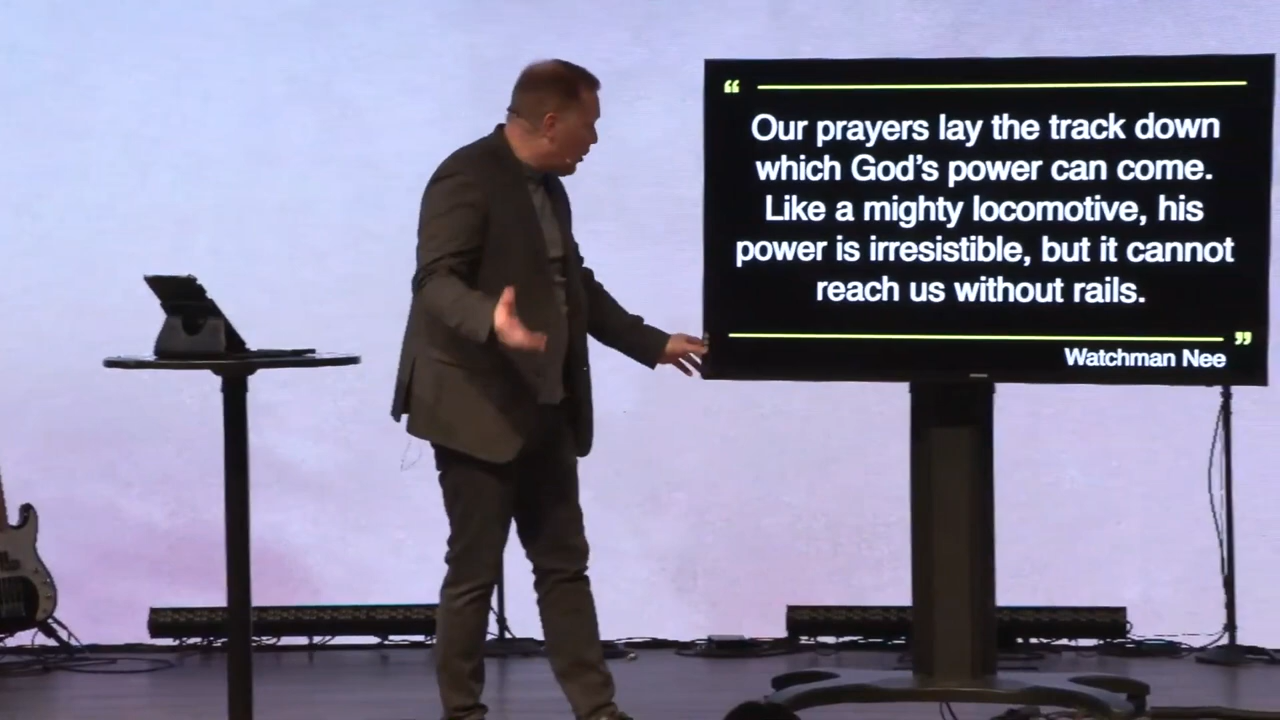 “
Our prayers lay the track down
which God’s power can come.
Like a mighty locomotive, his
power is irresistible, but it cannot
reach us without rails.
”
Watchman Nee